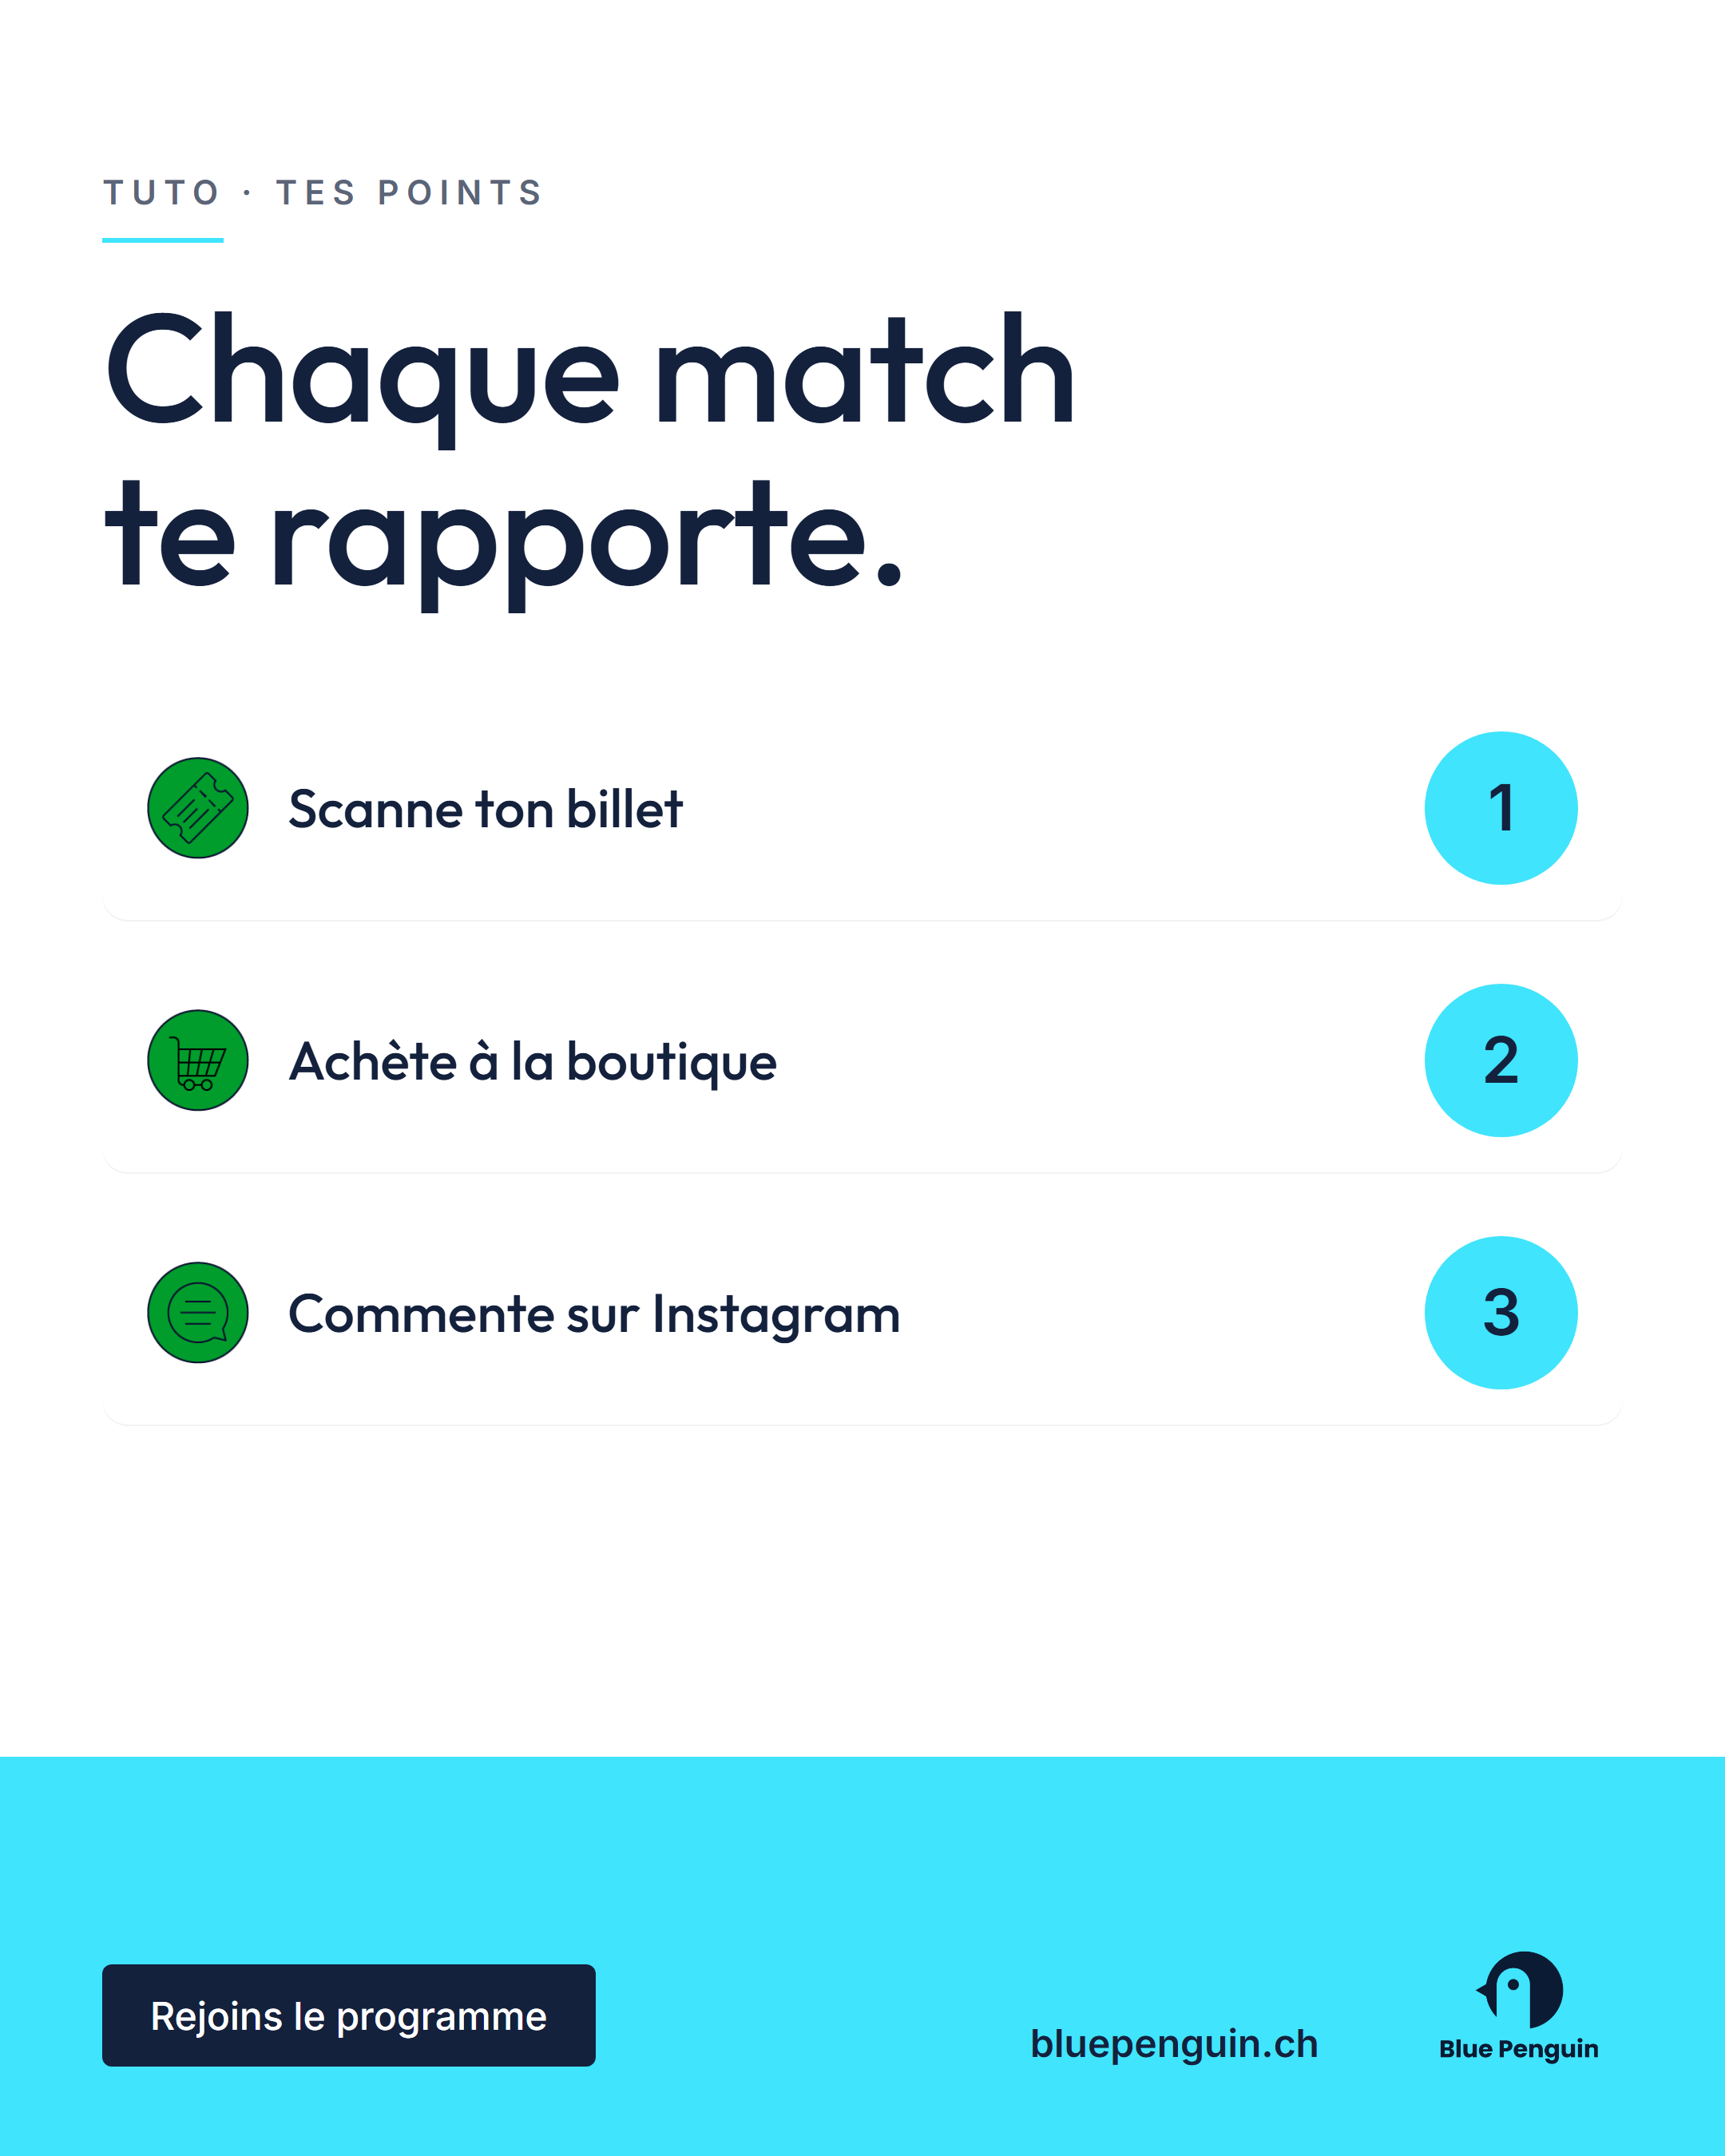 TUTO · TES POINTS
Chaque match
te rapporte.
Scanne ton billet
1
Achète à la boutique
2
Commente sur Instagram
3
Rejoins le programme
bluepenguin.ch
Blue Penguin